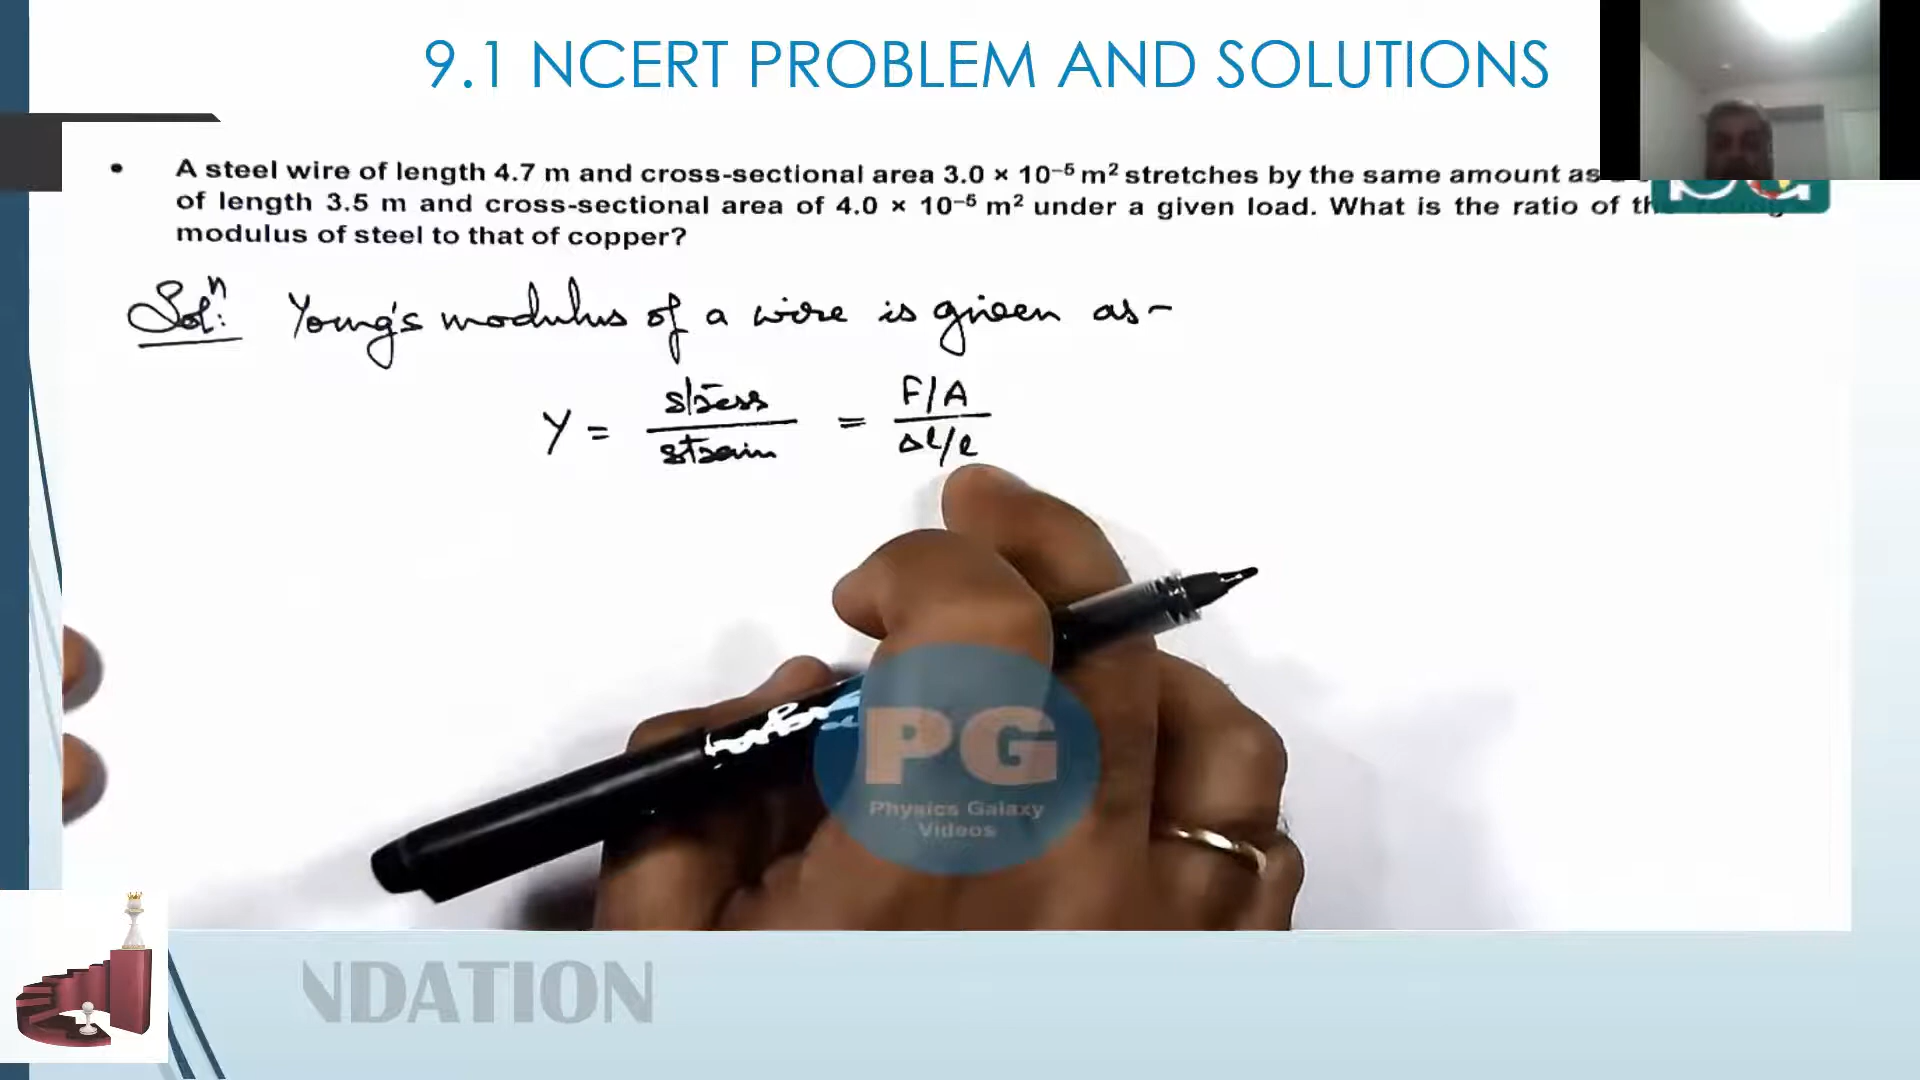 9.1 NCERT PROBLEM AND SOLUTIONS
• A steel wire of length 4.7 m and cross-sectional area 3.0 × 10⁻⁵ m² stretches by the same amount as
of length 3.5 m and cross-sectional area of 4.0 × 10⁻⁵ m² under a given load. What is the ratio of
modulus of steel to that of copper?
Solⁿ: Young's modulus of a wire is given as-
Y = stress / strain = F/A / Δl/l
PG
Physics Galaxy
Videos
NDATION